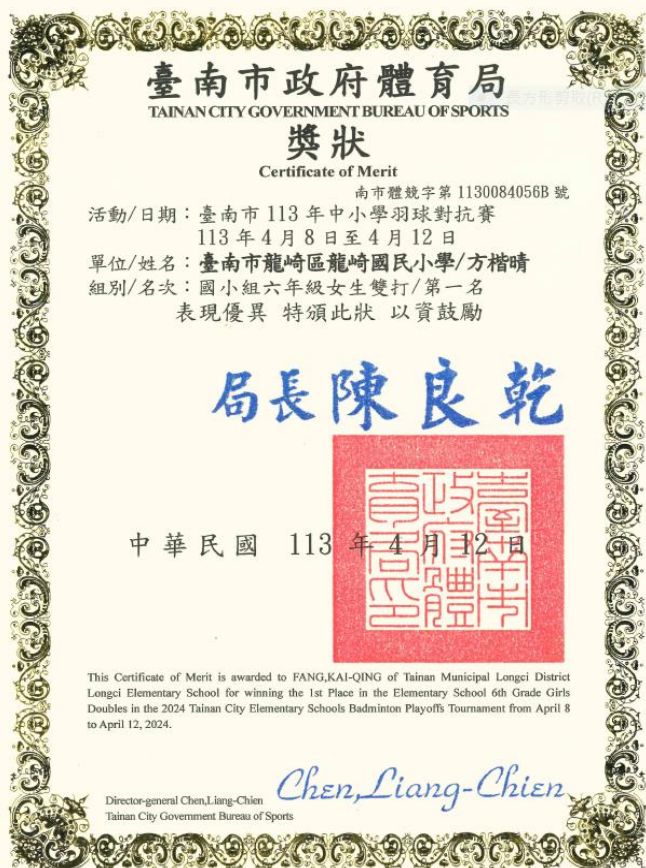 臺南市政府體育局
TAINAN CITY GOVERNMENT BUREAU OF SPORTS
獎狀
Certificate of Merit
南市體競字第 1130084056B 號
活動/日期：臺南市 113 年中小學羽球對抗賽
113 年 4 月 8 日至 4 月 12 日
單位/姓名：臺南市龍崎區龍崎國民小學/方楷晴
組別/名次：國小組六年級女生雙打/第一名
表現優異 特頒此狀 以資鼓勵
局長陳良乾
臺南市政府體育局印
中華民國 113 年 4 月 12 日
This Certificate of Merit is awarded to FANG,KAI-QING of Tainan Municipal Longci District
Longci Elementary School for winning the 1st Place in the Elementary School 6th Grade Girls
Doubles in the 2024 Tainan City Elementary Schools Badminton Playoffs Tournament from April 8
to April 12, 2024.
Chen,Liang-Chien
Director-general Chen,Liang-Chien
Tainan City Government Bureau of Sports